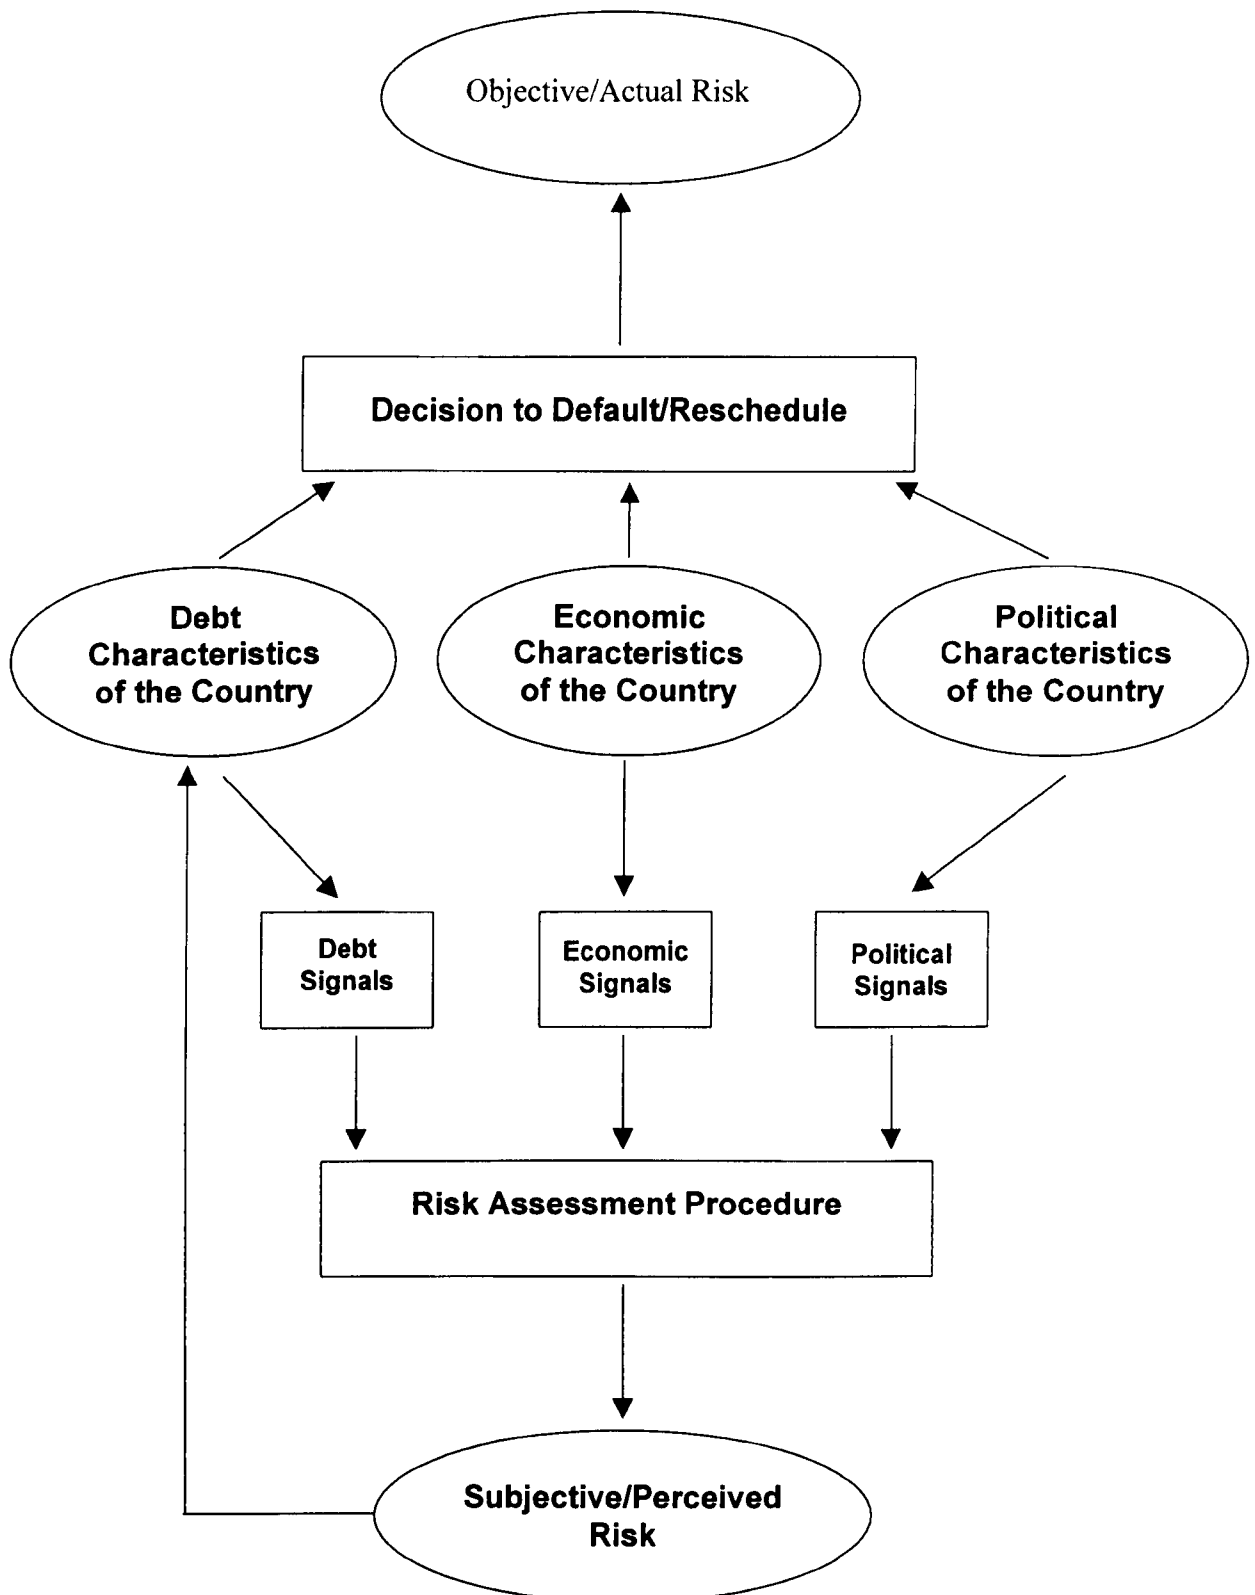 Objective/Actual Risk
Decision to Default/Reschedule
Debt
Characteristics
of the Country
Economic
Characteristics
of the Country
Political
Characteristics
of the Country
Debt
Signals
Economic
Signals
Political
Signals
Risk Assessment Procedure
Subjective/Perceived
Risk